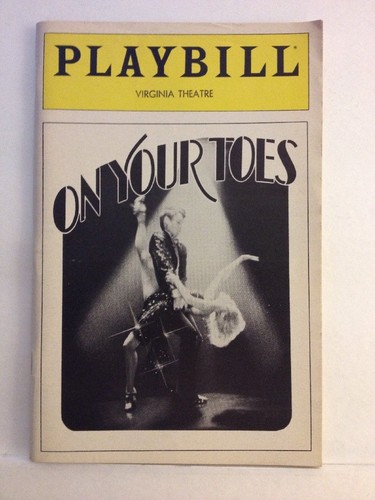 PLAYBILL
VIRGINIA THEATRE
ON YOUR TOES